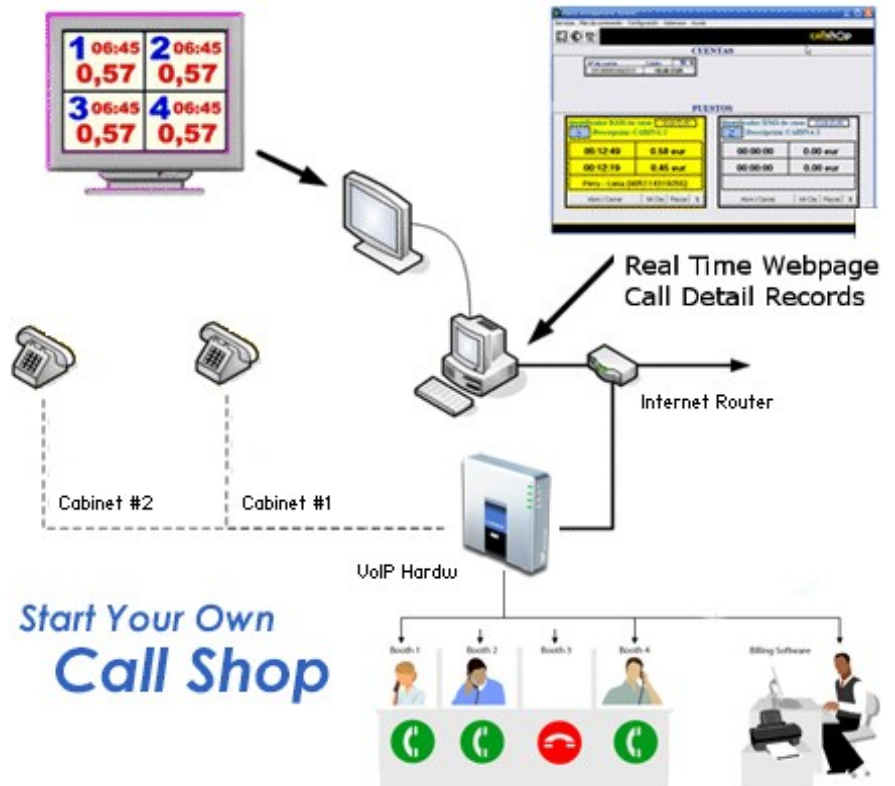 1 06:45
0,57
2 06:45
0,57
3 06:45
0,57
4 06:45
0,57
callshop
CUENTAS
PUESTOS
1
2
00:12:49 0.58 eur
00:12:19 0.45 eur
00:00:00 0.00 eur
00:00:00 0.00 eur
Real Time Webpage
Call Detail Records
Internet Router
Cabinet #2
Cabinet #1
VoIP Hardw
Start Your Own
Call Shop
Booth 1
Booth 2
Booth 3
Booth 4
Billing Software